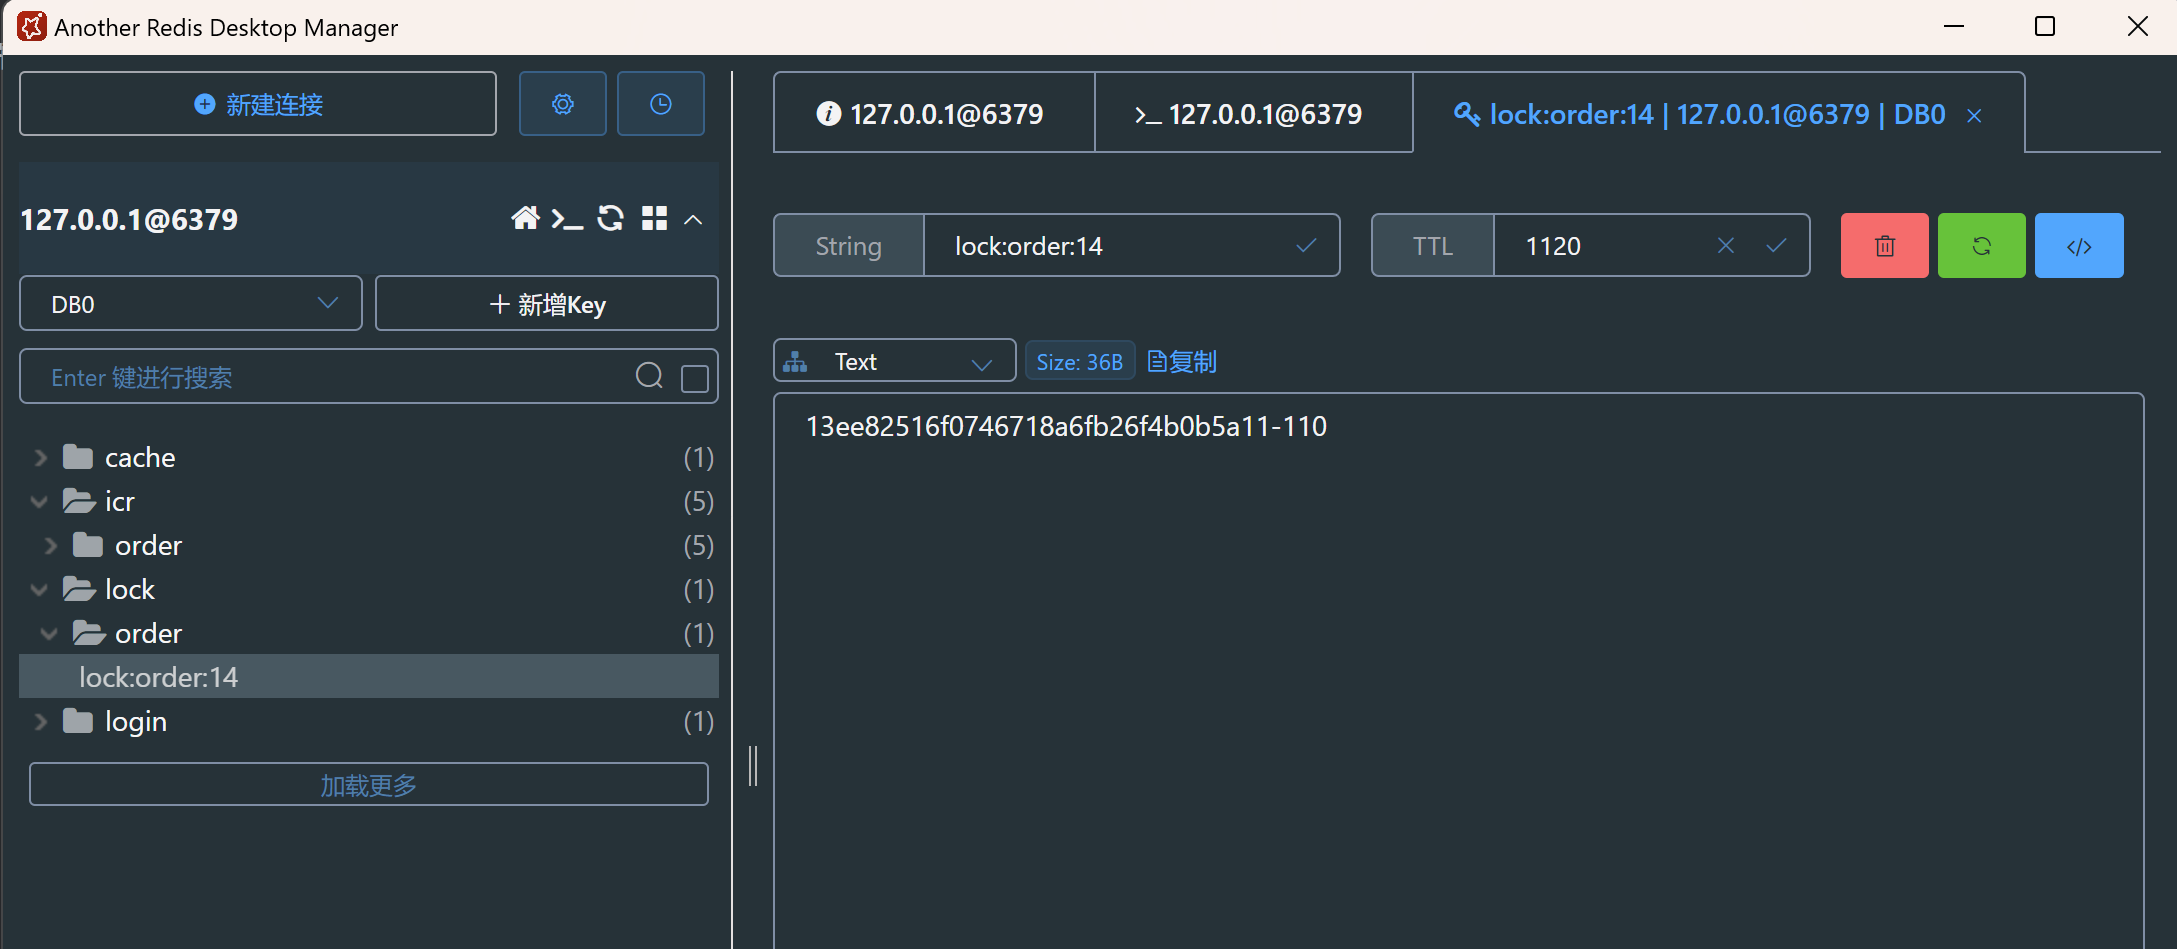 Another Redis Desktop Manager
新建连接
127.0.0.1@6379
DB0
新增Key
Enter 键进行搜索
cache (1)
icr (5)
order (5)
lock (1)
order (1)
lock:order:14
login (1)
加载更多
127.0.0.1@6379
127.0.0.1@6379
lock:order:14 | 127.0.0.1@6379 | DB0
String lock:order:14
TTL 1120
Text
Size: 36B
复制
13ee82516f0746718a6fb26f4b0b5a11-110